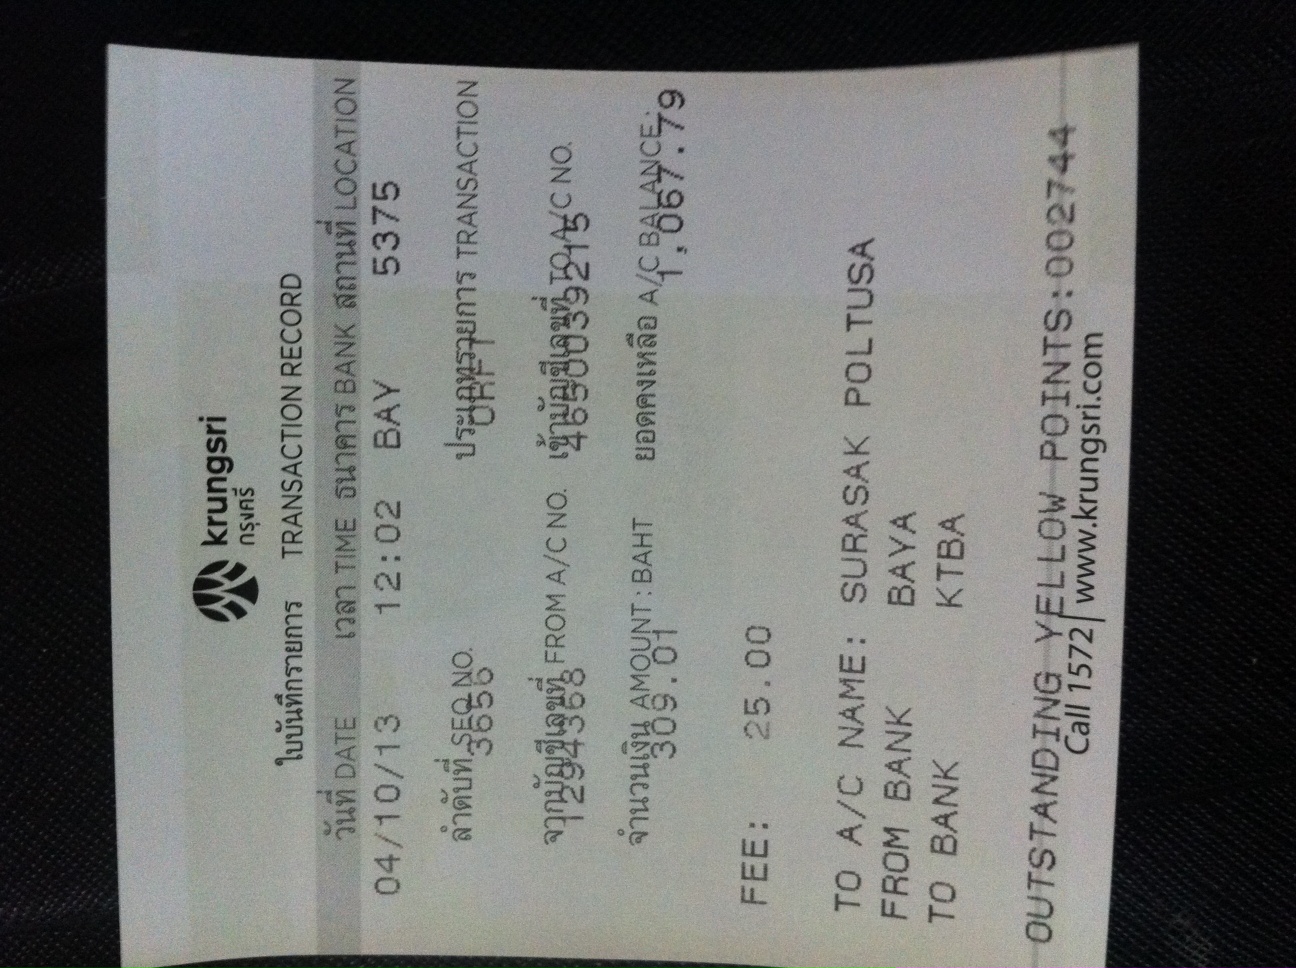 krungsri
กรุงศรี
ใบบันทึกรายการ TRANSACTION RECORD
วันที่ DATE เวลา TIME ธนาคาร BANK สถานที่ LOCATION
04/10/13 12:02 BAY 5375
ลำดับที่ SEQ NO. ประเภทรายการ TRANSACTION
3656 ORFT
จากบัญชีเลขที่ FROM A/C NO. เข้าบัญชีเลขที่ TO A/C NO.
1294368 4650039215
จำนวนเงิน AMOUNT : BAHT ยอดคงเหลือ A/C BALANCE :
309.01 1,067.79
FEE: 25.00
TO A/C NAME: SURASAK POLTUSA
FROM BANK BAYA
TO BANK KTBA
OUTSTANDING YELLOW POINTS:002744
Call 1572 | www.krungsri.com